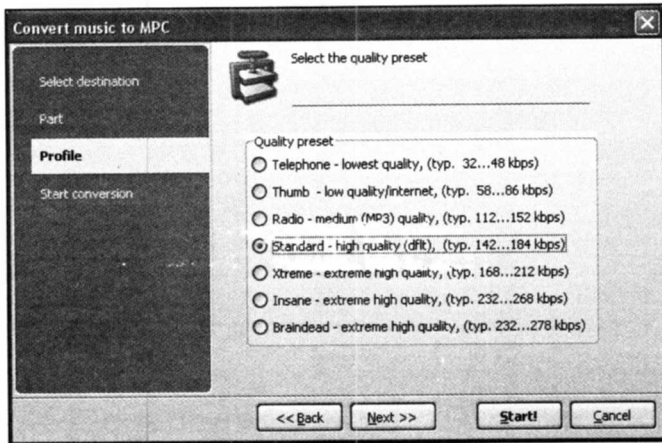 Convert music to MPC
Select destination
Part
Profile
Start conversion
Select the quality preset
Quality preset
Telephone - lowest quality, (typ. 32...48 kbps)
Thumb - low quality/internet, (typ. 58...86 kbps)
Radio - medium (MP3) quality, (typ. 112...152 kbps)
Standard - high quality (dflt), (typ. 142...184 kbps)
Xtreme - extreme high quality, (typ. 168...212 kbps)
Insane - extreme high quality, (typ. 232...268 kbps)
Braindead - extreme high quality, (typ. 232...278 kbps)
<< Back
Next >>
Start!
Cancel